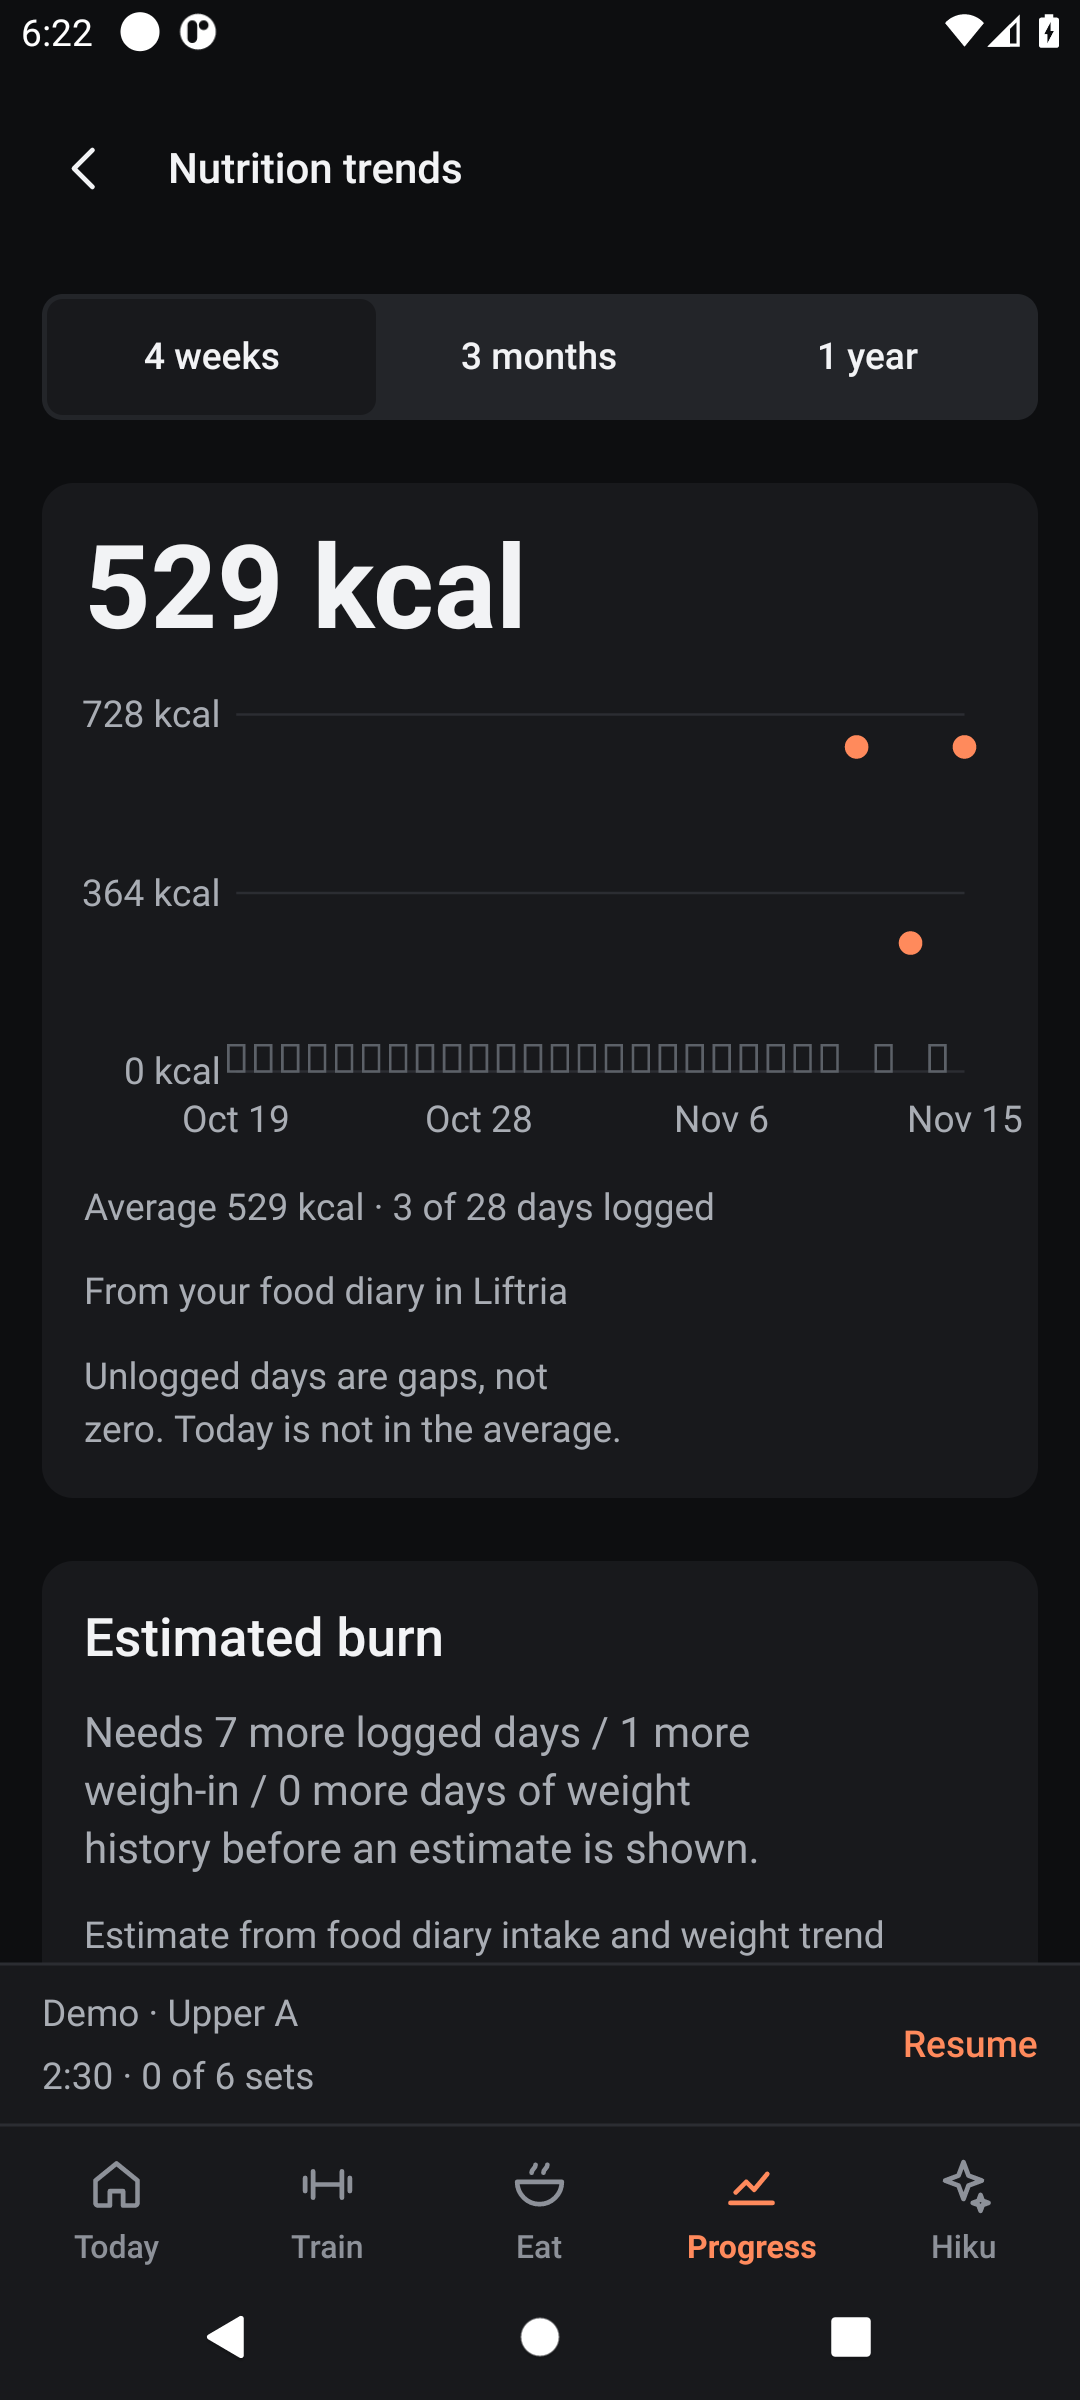 6:22
Nutrition trends
4 weeks
3 months
1 year
529 kcal
728 kcal
364 kcal
0 kcal
Oct 19
Oct 28
Nov 6
Nov 15
Average 529 kcal · 3 of 28 days logged
From your food diary in Liftria
Unlogged days are gaps, not
zero. Today is not in the average.
Estimated burn
Needs 7 more logged days / 1 more
weigh-in / 0 more days of weight
history before an estimate is shown.
Estimate from food diary intake and weight trend
Demo · Upper A
2:30 · 0 of 6 sets
Resume
Today
Train
Eat
Progress
Hiku